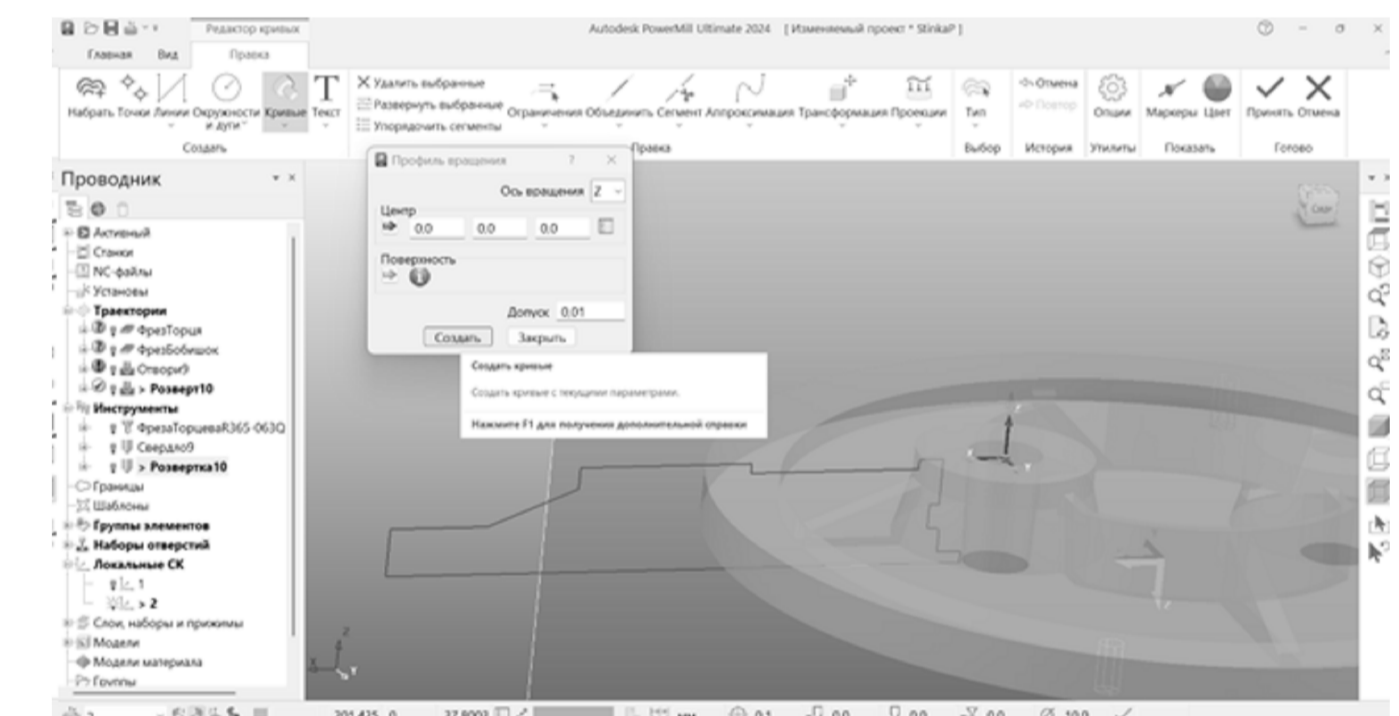 Редактор кривых
Autodesk PowerMill Ultimate 2024 [ Изменяемый проект * StinkaP ]
Главная Вид Правка
Набрать Точки Линии Окружности и дуги Кривые Текст
Удалить выбранные
Развернуть выбранные
Упорядочить сегменты
Ограничения Объединить Сегмент Аппроксимация Трансформация Проекции
Тип
Отмена
Повтор
Опции
Маркеры Цвет
Принять Отмена
Создать Правка Выбор История Утилиты Показать Готово
Профиль вращения ? ×
Ось вращения Z
Центр
0.0 0.0 0.0
Поверхность
Допуск 0.01
Создать Закрыть
Создать кривые
Создать кривые с текущими параметрами.
Нажмите F1 для получения дополнительной справки
Проводник
Активный
Станки
NC-файлы
Установы
Траектории
ФрезТорця
ФрезБобишок
Отвори9
> Розверт10
Инструменты
ФрезаТорцеваR365-063Q
Свердло9
> Розвертка10
Границы
Шаблоны
Группы элементов
Наборы отверстий
Локальные СК
1
> 2
Слои, наборы и прижимы
Модели
Модели материала
Группы
Z
X
Y